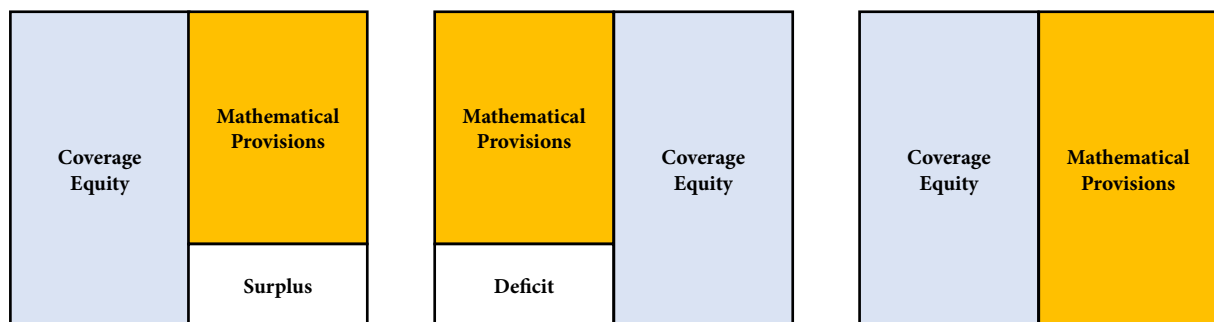 Coverage
Equity
Mathematical
Provisions
Surplus
Mathematical
Provisions
Deficit
Coverage
Equity
Coverage
Equity
Mathematical
Provisions